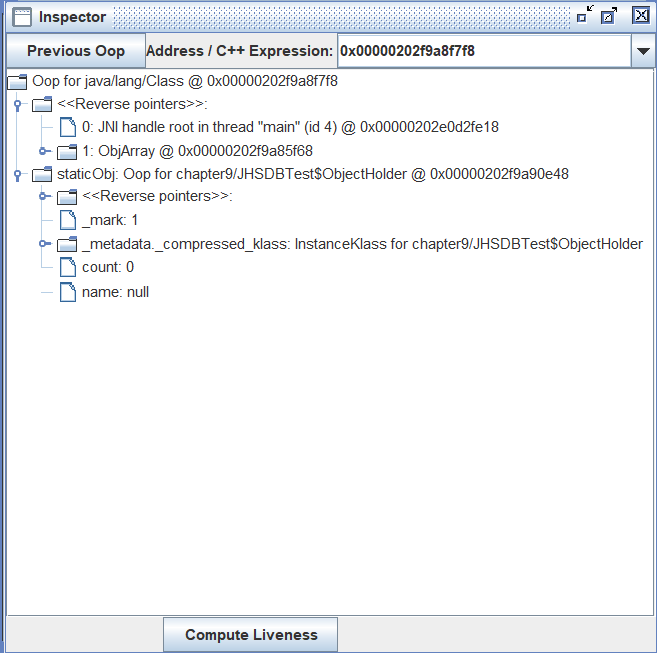 Inspector
Previous Oop Address / C++ Expression: 0x00000202f9a8f7f8
Oop for java/lang/Class @ 0x00000202f9a8f7f8
<<Reverse pointers>>:
0: JNI handle root in thread "main" (id 4) @ 0x00000202e0d2fe18
1: ObjArray @ 0x00000202f9a85f68
staticObj: Oop for chapter9/JHSDBTest$ObjectHolder @ 0x00000202f9a90e48
<<Reverse pointers>>:
_mark: 1
_metadata._compressed_klass: InstanceKlass for chapter9/JHSDBTest$ObjectHolder
count: 0
name: null
Compute Liveness